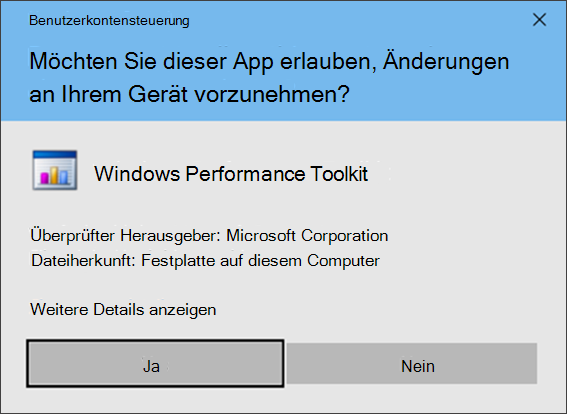 Benutzerkontensteuerung
Möchten Sie dieser App erlauben, Änderungen
an Ihrem Gerät vorzunehmen?
Windows Performance Toolkit
Überprüfter Herausgeber: Microsoft Corporation
Dateiherkunft: Festplatte auf diesem Computer
Weitere Details anzeigen
Ja
Nein